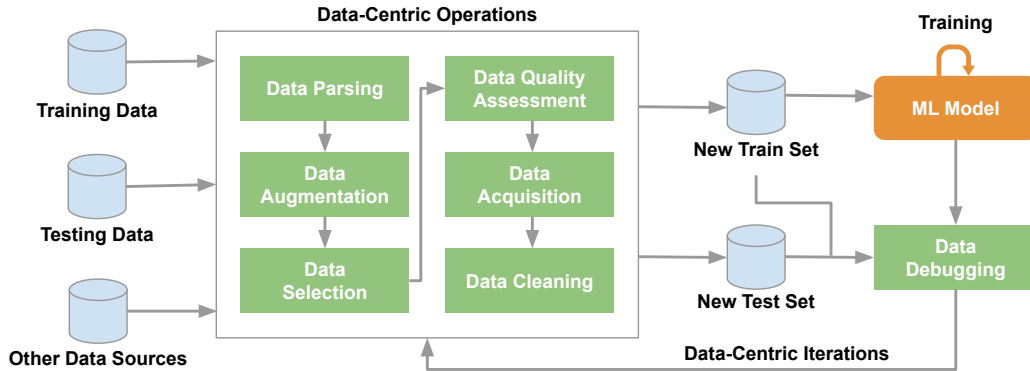 Data-Centric Operations
Training
Training Data
Data Parsing
Data Quality
Assessment
ML Model
New Train Set
Testing Data
Data
Augmentation
Data
Acquisition
Data
Selection
Data Cleaning
New Test Set
Data
Debugging
Other Data Sources
Data-Centric Iterations